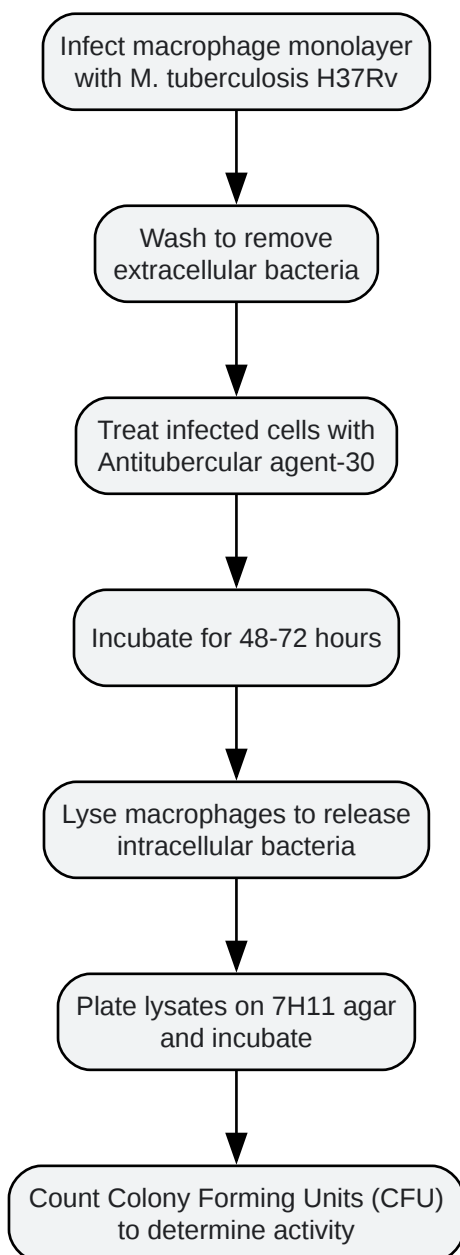 Infect macrophage monolayer
with M. tuberculosis H37Rv
Wash to remove
extracellular bacteria
Treat infected cells with
Antitubercular agent-30
Incubate for 48-72 hours
Lyse macrophages to release
intracellular bacteria
Plate lysates on 7H11 agar
and incubate
Count Colony Forming Units (CFU)
to determine activity